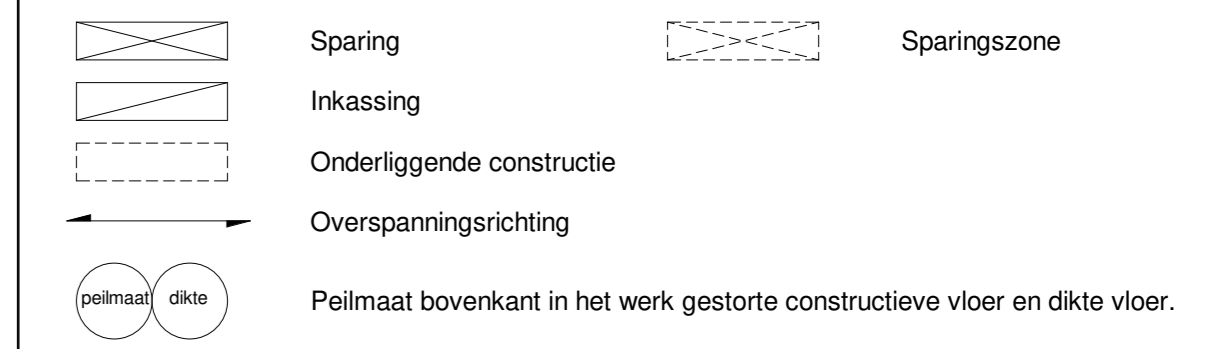 Sparing
Sparingszone
Inkassing
Onderliggende constructie
Overspanningsrichting
peilmaat dikte
Peilmaat bovenkant in het werk gestorte constructieve vloer en dikte vloer.